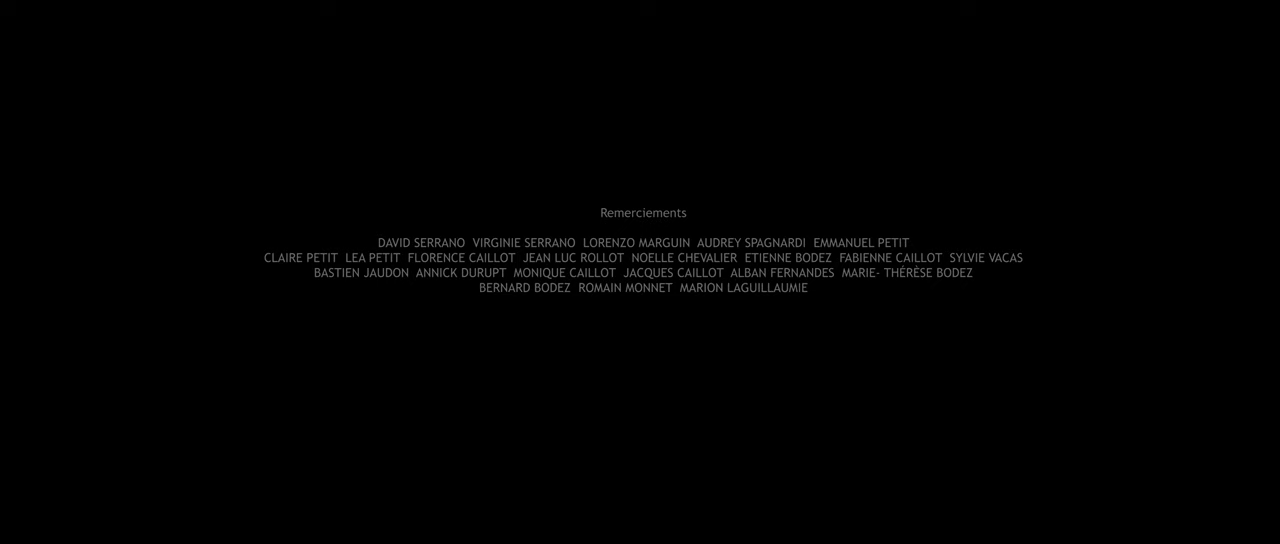 Remerciements
DAVID SERRANO VIRGINIE SERRANO LORENZO MARGUIN AUDREY SPAGNARDI EMMANUEL PETIT
CLAIRE PETIT LEA PETIT FLORENCE CAILLOT JEAN LUC ROLLOT NOELLE CHEVALIER ETIENNE BODEZ FABIENNE CAILLOT SYLVIE VACAS
BASTIEN JAUDON ANNICK DURUPT MONIQUE CAILLOT JACQUES CAILLOT ALBAN FERNANDES MARIE- THÉRÈSE BODEZ
BERNARD BODEZ ROMAIN MONNET MARION LAGUILLAUMIE